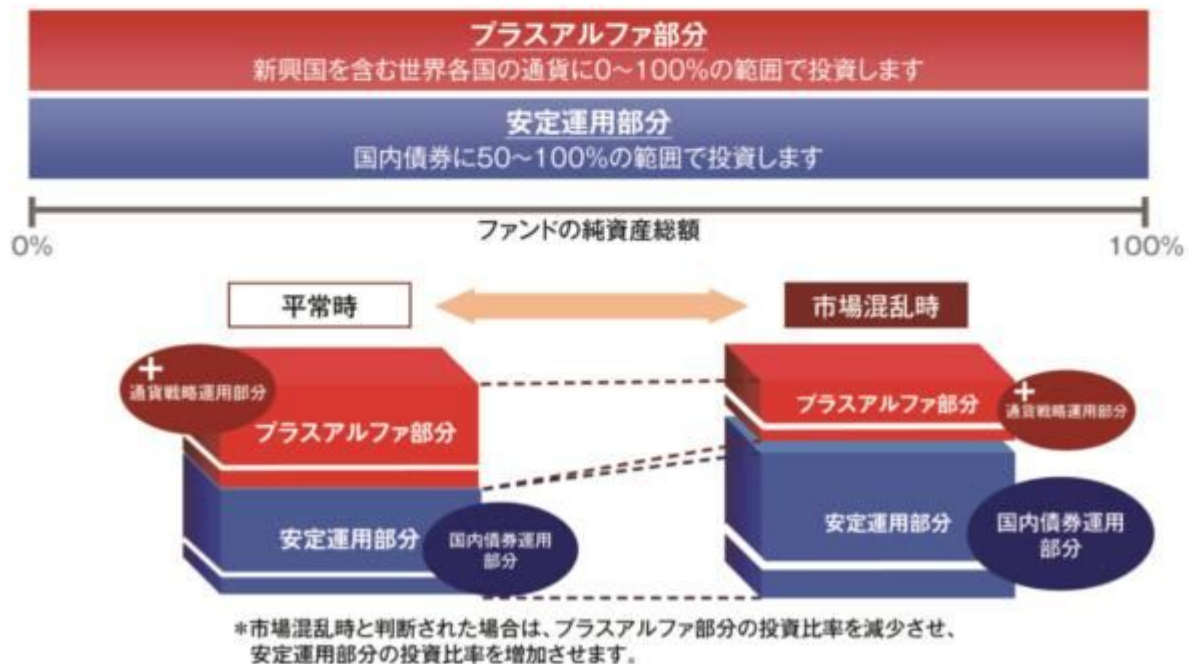 プラスアルファ部分
新興国を含む世界各国の通貨に0～100%の範囲で投資します
安定運用部分
国内債券に50～100%の範囲で投資します
ファンドの純資産総額
0%
100%
平常時
市場混乱時
+
通貨戦略運用部分
プラスアルファ部分
安定運用部分
国内債券運用
部分
プラスアルファ部分
+
通貨戦略運用部分
安定運用部分
国内債券運用
部分
*市場混乱時と判断された場合は、プラスアルファ部分の投資比率を減少させ、
安定運用部分の投資比率を増加させます。